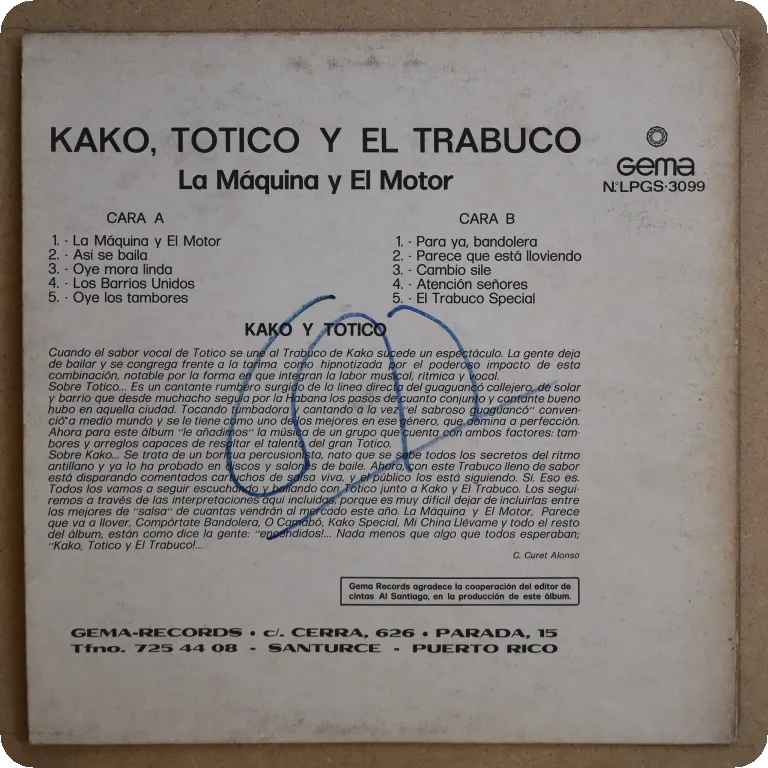 KAKO, TOTICO Y EL TRABUCO
La Máquina y El Motor
Gema
N.º LPGS-3099
CARA A
1. - La Máquina y El Motor
2. - Así se baila
3. - Oye mora linda
4. - Los Barrios Unidos
5. - Oye los tambores
CARA B
1. - Para ya, bandolera
2. - Parece que está lloviendo
3. - Cambio sile
4. - Atención señores
5. - El Trabuco Special
KAKO Y TOTICO
Cuando el sabor vocal de Totico se une al Trabuco de Kako sucede un espectáculo. La gente deja
de bailar y se congrega frente a la tarima como hipnotizada por el poderoso impacto de esta
combinación, notable por la forma en que integran la labor musical, rítmica y vocal.
Sobre Totico... Es un cantante rumbero surgido de la línea directa del guaguancó callejero, de solar
y barrio que desde muchacho seguía por la Habana los pasos de cuanto conjunto y cantante bueno
hubo en aquella ciudad. Tocando tumbadora o cantando a la vez "el sabroso guaguancó" conven-
ció a medio mundo y se le tiene como uno de los mejores en ese género, que domina a perfección.
Ahora para este álbum "le añadimos" la música de un grupo que cuenta con ambos factores: tam-
bores y arreglos capaces de respetar el talento del gran Totico.
Sobre Kako... Se trata de un boricua percusionista, nato que se sabe todos los secretos del ritmo
antillano y ya lo ha probado en discos y salones de baile. Ahora, con este Trabuco lleno de sabor
está disparando comentados cartuchos de salsa viva, y el público los está siguiendo. Si. Eso es.
Todos los vamos a seguir escuchando y bailando con Totico junto a Kako y El Trabuco. Los segui-
remos a través de las interpretaciones aquí incluidos, porque es muy difícil dejar de incluirlas entre
las mejores de "salsa" de cuantas vendrán al mercado este año. La Máquina y El Motor. Parece
que va a llover, Compórtate Bandolera, O Carabó, Kako Special, Mi China Llévame y todo el resto
del álbum, están como dice la gente: "encendidos!... Nada menos que algo que todos esperaban;
"Kako, Totico y El Trabuco!...
C. Curet Alonso
Gema Records agradece la cooperación del editor de
cintas Al Santiago, en la producción de este álbum.
GEMA-RECORDS • c/. CERRA, 626 • PARADA, 15
Tfno. 725 44 08 - SANTURCE - PUERTO RICO